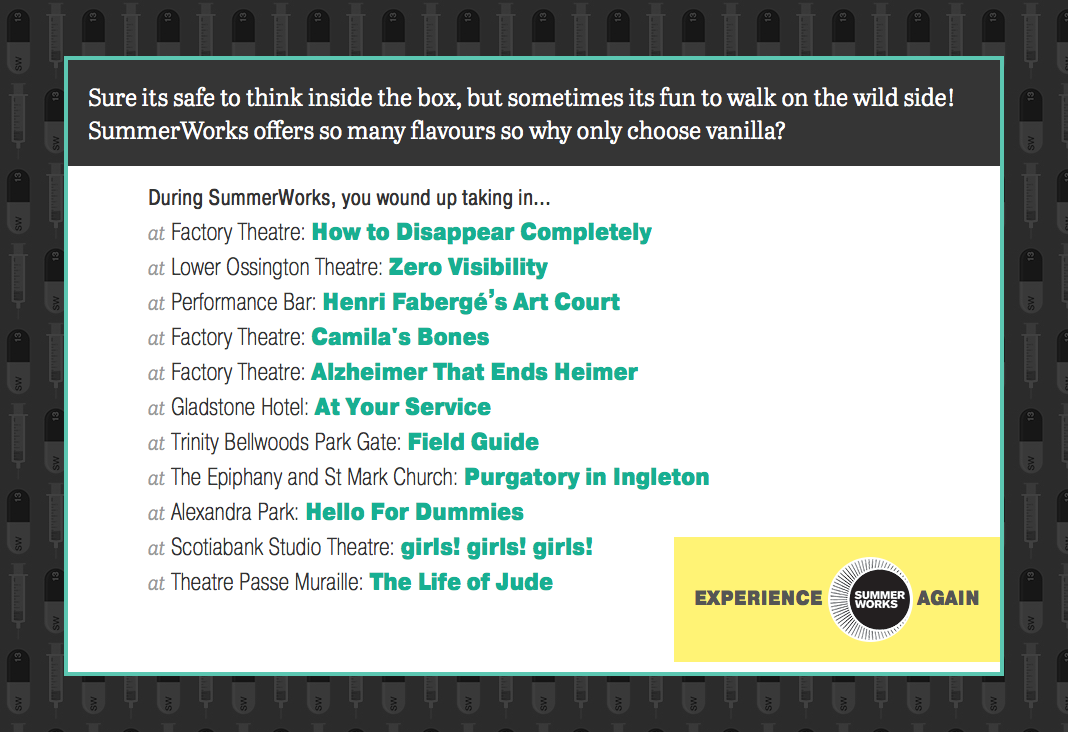 Sure its safe to think inside the box, but sometimes its fun to walk on the wild side!
SummerWorks offers so many flavours so why only choose vanilla?
During SummerWorks, you wound up taking in...
at Factory Theatre: How to Disappear Completely
at Lower Ossington Theatre: Zero Visibility
at Performance Bar: Henri Fabergé’s Art Court
at Factory Theatre: Camila's Bones
at Factory Theatre: Alzheimer That Ends Heimer
at Gladstone Hotel: At Your Service
at Trinity Bellwoods Park Gate: Field Guide
at The Epiphany and St Mark Church: Purgatory in Ingleton
at Alexandra Park: Hello For Dummies
at Scotiabank Studio Theatre: girls! girls! girls!
at Theatre Passe Muraille: The Life of Jude
EXPERIENCE SUMMER WORKS AGAIN